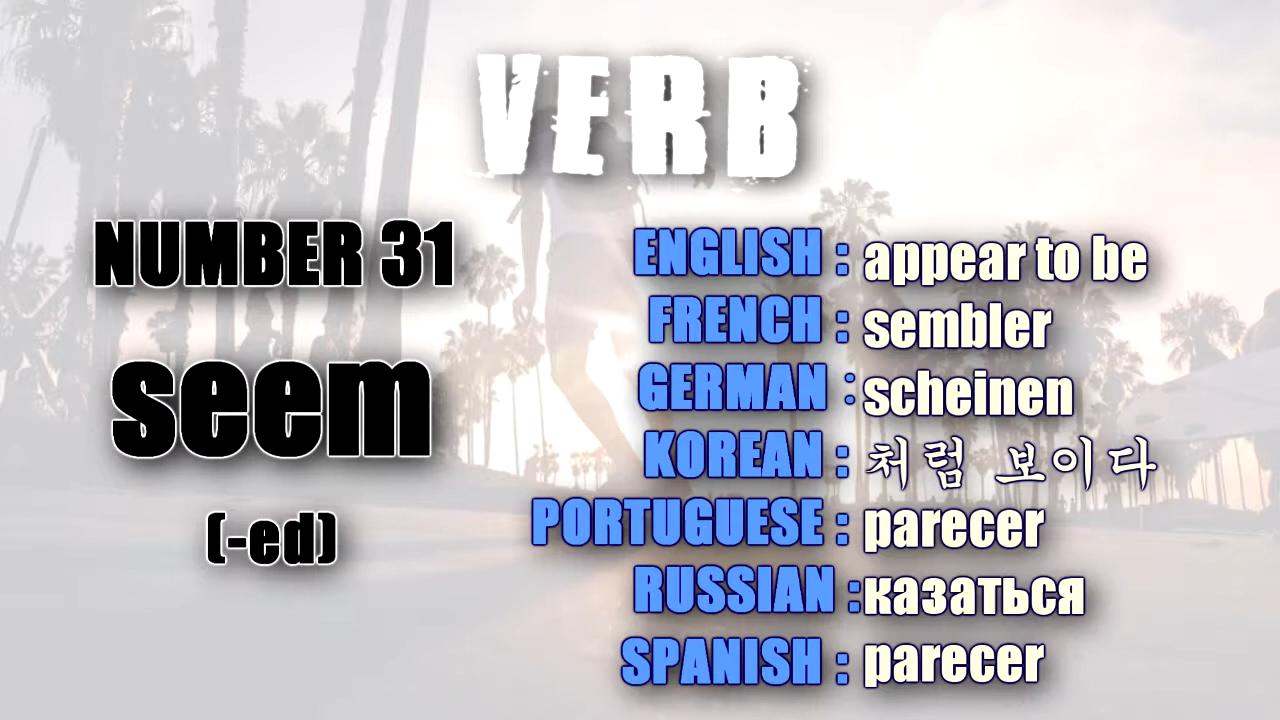 VERB
NUMBER 31
seem
(-ed)
ENGLISH : appear to be
FRENCH : sembler
GERMAN : scheinen
KOREAN : 처럼 보이다
PORTUGUESE : parecer
RUSSIAN :казаться
SPANISH : parecer